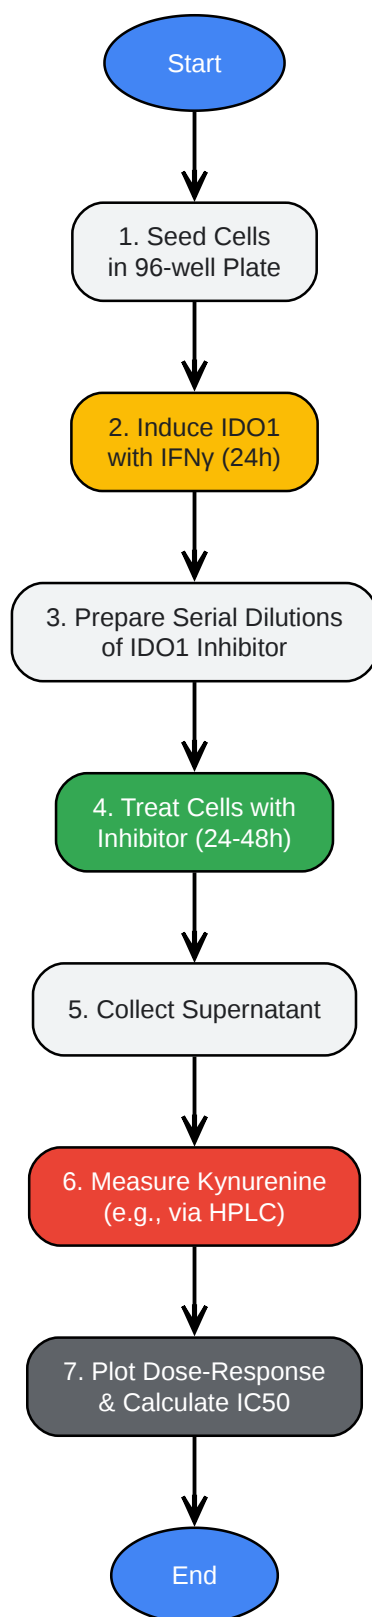 Start
1. Seed Cells
in 96-well Plate
2. Induce IDO1
with IFNγ (24h)
3. Prepare Serial Dilutions
of IDO1 Inhibitor
4. Treat Cells with
Inhibitor (24-48h)
5. Collect Supernatant
6. Measure Kynurenine
(e.g., via HPLC)
7. Plot Dose-Response
& Calculate IC50
End